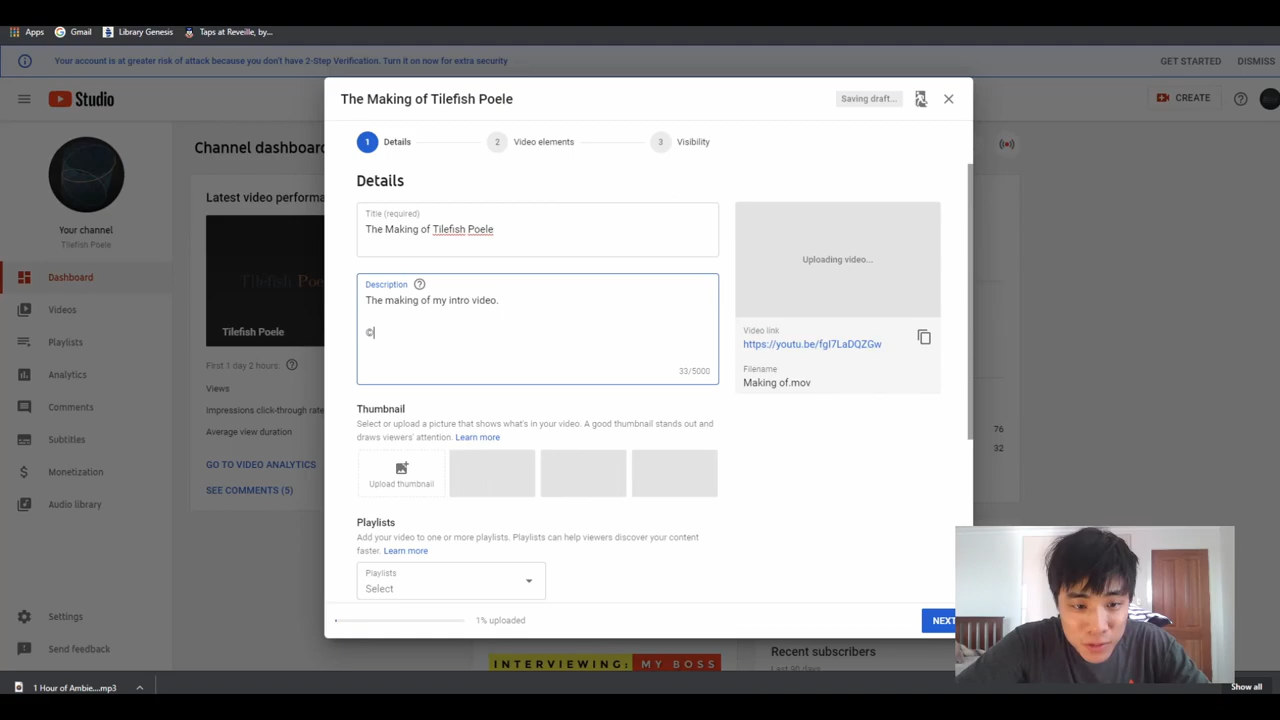 Apps
Gmail
Library Genesis
Taps at Reveille, by...
Your account is at greater risk of attack because you don't have 2-Step Verification. Turn it on now for extra security
GET STARTED
DISMISS
Studio
CREATE
The Making of Tilefish Poele
Saving draft...
1
Details
2
Video elements
3
Visibility
Channel dashboard
Your channel
Tilefish Poele
Dashboard
Videos
Playlists
Analytics
Comments
Subtitles
Monetization
Audio library
Settings
Send feedback
Latest video performa
Tilefish Poe
Tilefish Poele
First 1 day 2 hours:
Views
Impressions click-through rate
Average view duration
GO TO VIDEO ANALYTICS
SEE COMMENTS (5)
Details
Title (required)
The Making of Tilefish Poele
Description
The making of my intro video.
©
33/5000
Thumbnail
Select or upload a picture that shows what's in your video. A good thumbnail stands out and
draws viewers' attention. Learn more
Upload thumbnail
Playlists
Add your video to one or more playlists. Playlists can help viewers discover your content
faster. Learn more
Playlists
Select
Uploading video...
Video link
https://youtu.be/fgI7LaDQZGw
Filename
Making of.mov
76
32
1% uploaded
NEXT
INTERVIEWING: MY BOSS
Recent subscribers
Last 90 days
1 Hour of Ambie....mp3
Show all